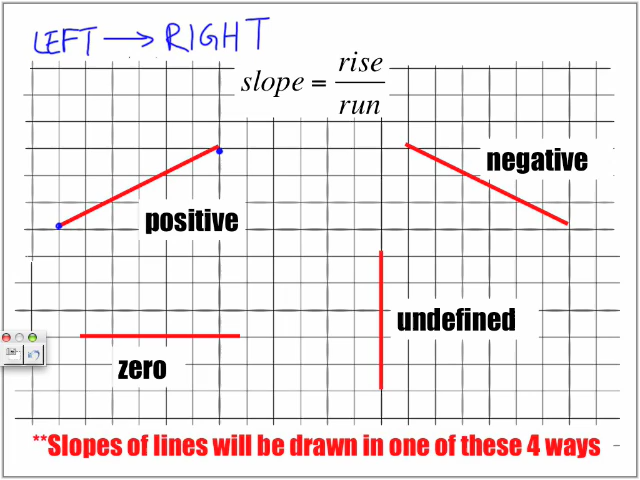 LEFT → RIGHT
slope = rise/run
negative
positive
undefined
zero
**Slopes of lines will be drawn in one of these 4 ways